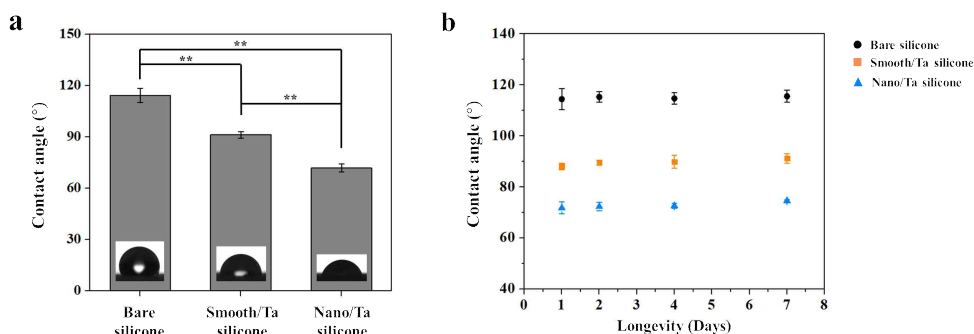 a
150
120
90
60
30
0
Contact angle (°)
**
**
**
Bare
silicone
Smooth/Ta
silicone
Nano/Ta
silicone
b
140
120
100
80
60
40
Contact angle (°)
0 1 2 3 4 5 6 7 8
Longevity (Days)
Bare silicone
Smooth/Ta silicone
Nano/Ta silicone